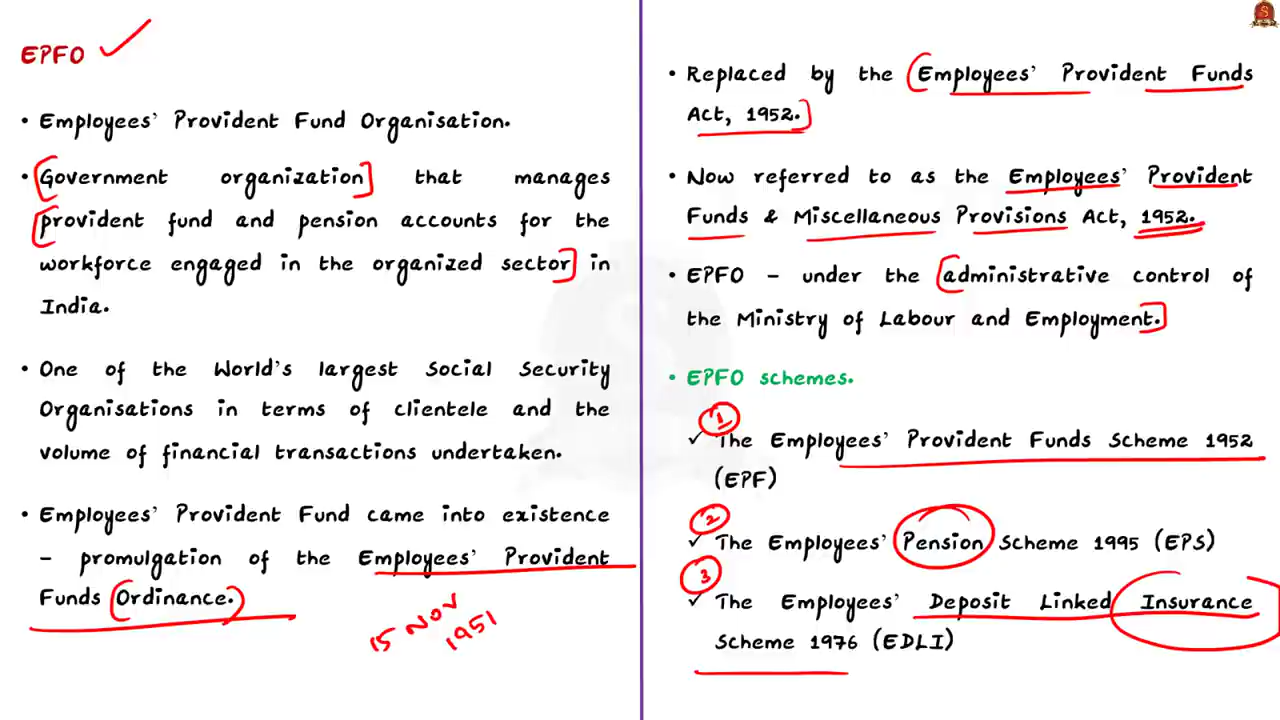 EPFO
• Employees' Provident Fund Organisation.
• Government organization that manages
provident fund and pension accounts for the
workforce engaged in the organized sector in
India.
• One of the World's largest Social Security
Organisations in terms of clientele and the
volume of financial transactions undertaken.
• Employees' Provident Fund came into existence
– promulgation of the Employees' Provident
Funds Ordinance.
15 Nov
1951
• Replaced by the Employees' Provident Funds
Act, 1952.
• Now referred to as the Employees' Provident
Funds & Miscellaneous Provisions Act, 1952.
• EPFO – under the administrative control of
the Ministry of Labour and Employment.
• EPFO schemes.
1
✓ The Employees' Provident Funds Scheme 1952
(EPF)
2
✓ The Employees' Pension Scheme 1995 (EPS)
3
✓ The Employees' Deposit Linked Insurance
Scheme 1976 (EDLI)
S